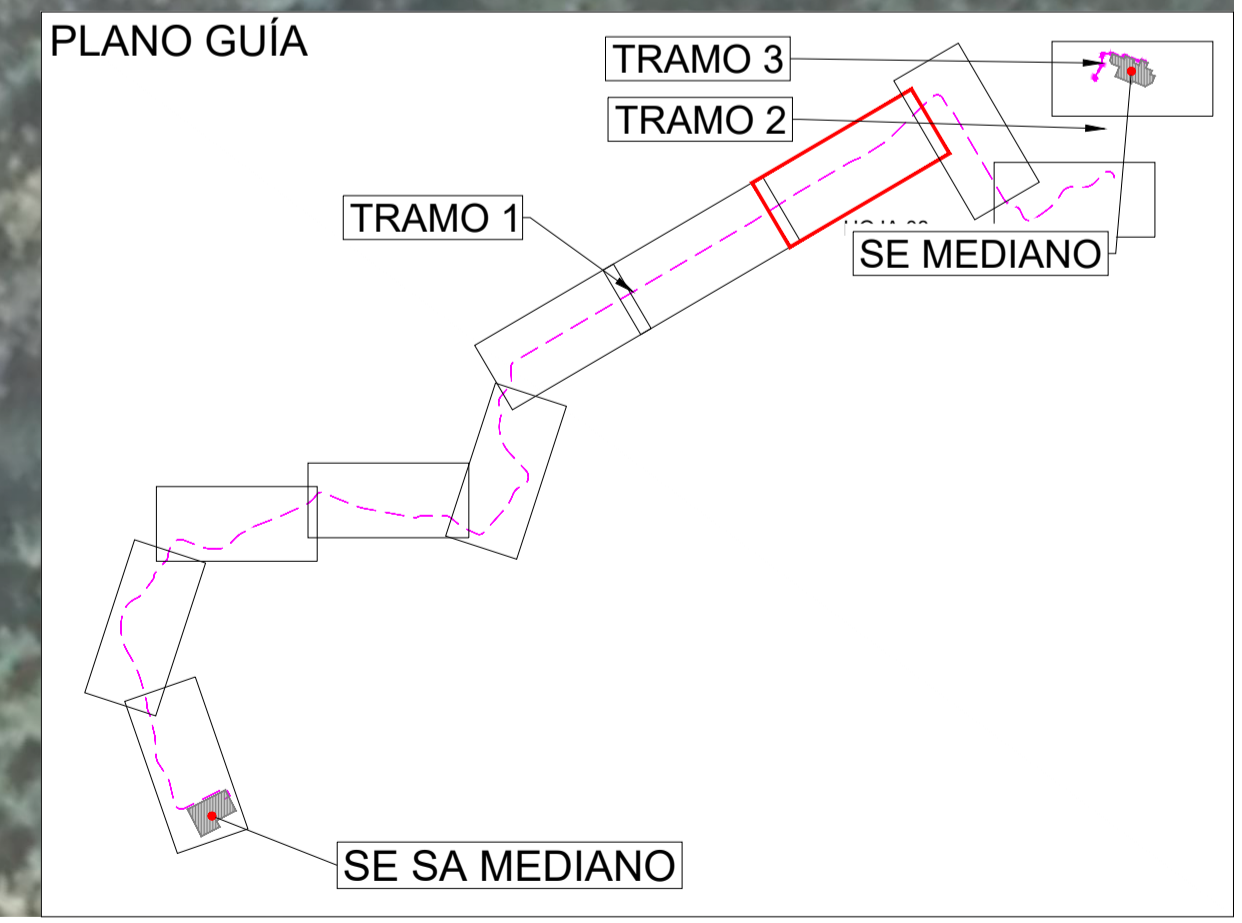 PLANO GUÍA
TRAMO 3
TRAMO 2
TRAMO 1
SE MEDIANO
SE SA MEDIANO